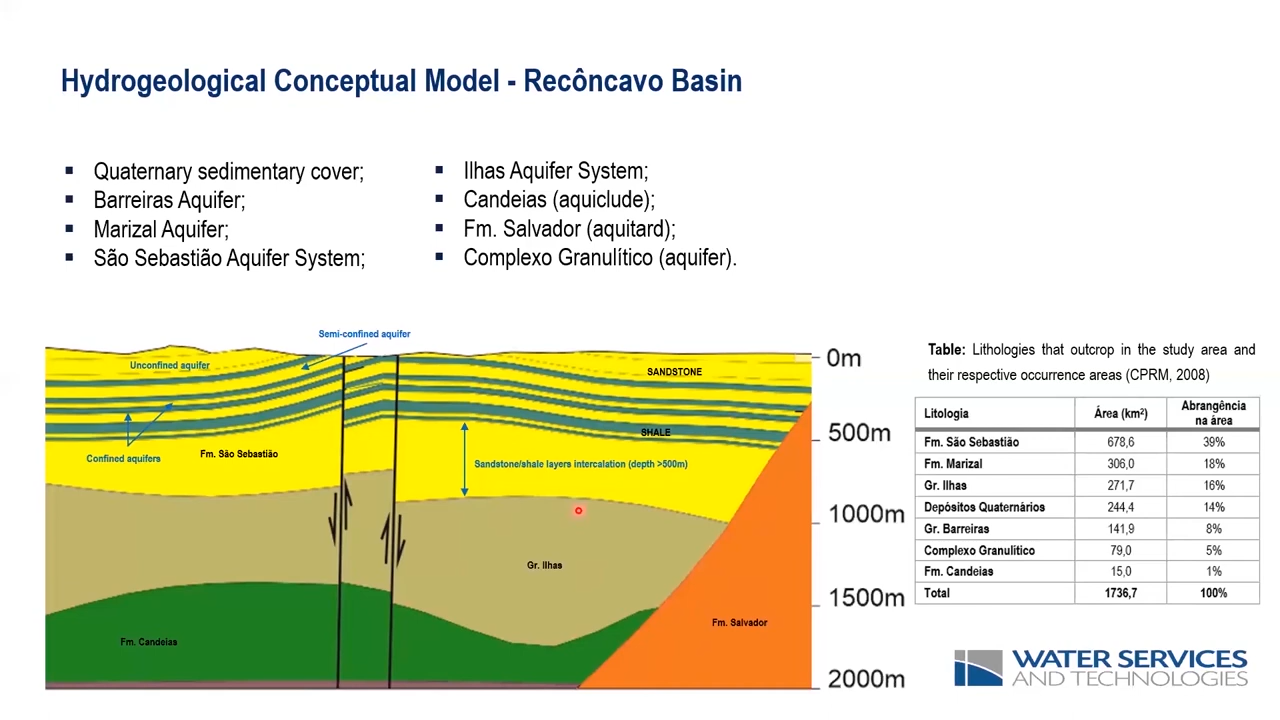 Hydrogeological Conceptual Model - Recôncavo Basin
▪ Quaternary sedimentary cover;
▪ Barreiras Aquifer;
▪ Marizal Aquifer;
▪ São Sebastião Aquifer System;
▪ Ilhas Aquifer System;
▪ Candeias (aquiclude);
▪ Fm. Salvador (aquitard);
▪ Complexo Granulítico (aquifer).
Semi-confined aquifer
Unconfined aquifer
SANDSTONE
SHALE
Confined aquifers
Fm. São Sebastião
Sandstone/shale layers intercalation (depth >500m)
Gr. Ilhas
Fm. Candeias
Fm. Salvador
0m
500m
1000m
1500m
2000m
Table: Lithologies that outcrop in the study area and
their respective occurrence areas (CPRM, 2008)
Litologia Área (km²) Abrangência na área
Fm. São Sebastião 678,6 39%
Fm. Marizal 306,0 18%
Gr. Ilhas 271,7 16%
Depósitos Quaternários 244,4 14%
Gr. Barreiras 141,9 8%
Complexo Granulítico 79,0 5%
Fm. Candeias 15,0 1%
Total 1736,7 100%
WATER SERVICES
AND TECHNOLOGIES